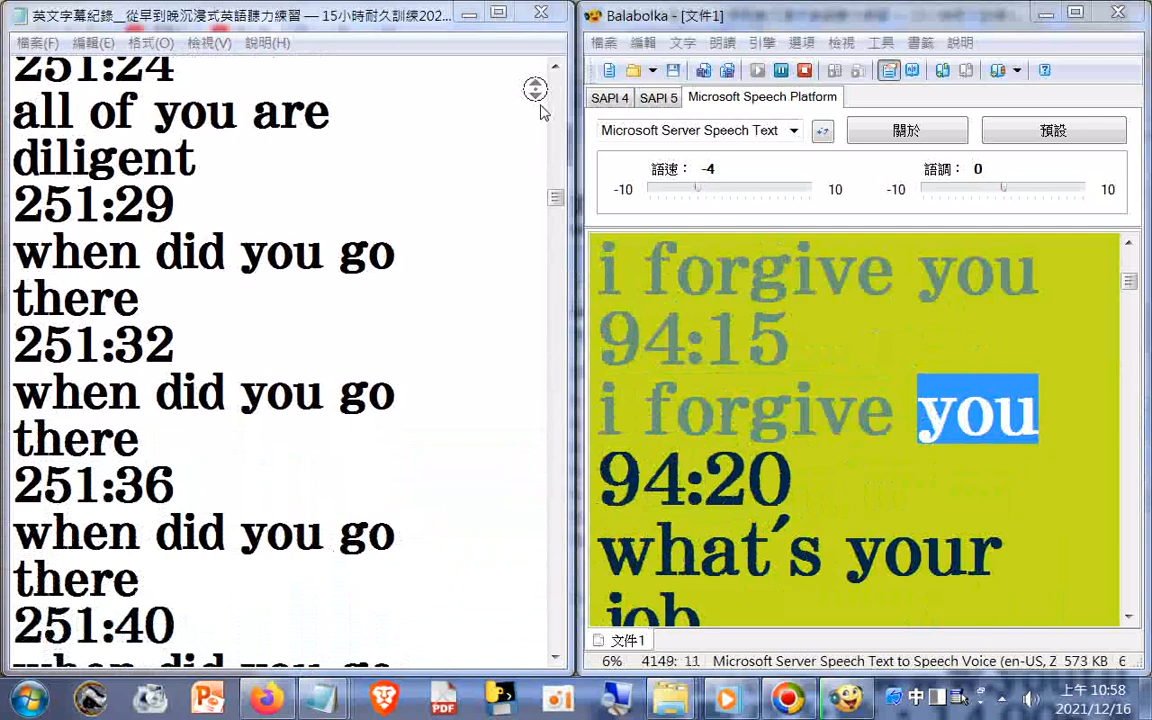 英文字幕紀錄__從早到晚沉浸式英語聽力練習 — 15小時耐久訓練202...
檔案(F) 編輯(E) 格式(O) 檢視(V) 說明(H)
251:24
all of you are
diligent
251:29
when did you go
there
251:32
when did you go
there
251:36
when did you go
there
251:40
when did you go
Balabolka - [文件1]
檔案 編輯 文字 朗讀 引擎 選項 檢視 工具 書籤 說明
SAPI 4 SAPI 5 Microsoft Speech Platform
Microsoft Server Speech Text 關於 預設
語速： -4 語調： 0
-10 10 -10 10
i forgive you
94:15
i forgive you
94:20
what's your
job
文件1
6% 4149: 11 Microsoft Server Speech Text to Speech Voice (en-US, Z 573 KB 6
PDF 中 上午 10:58
2021/12/16